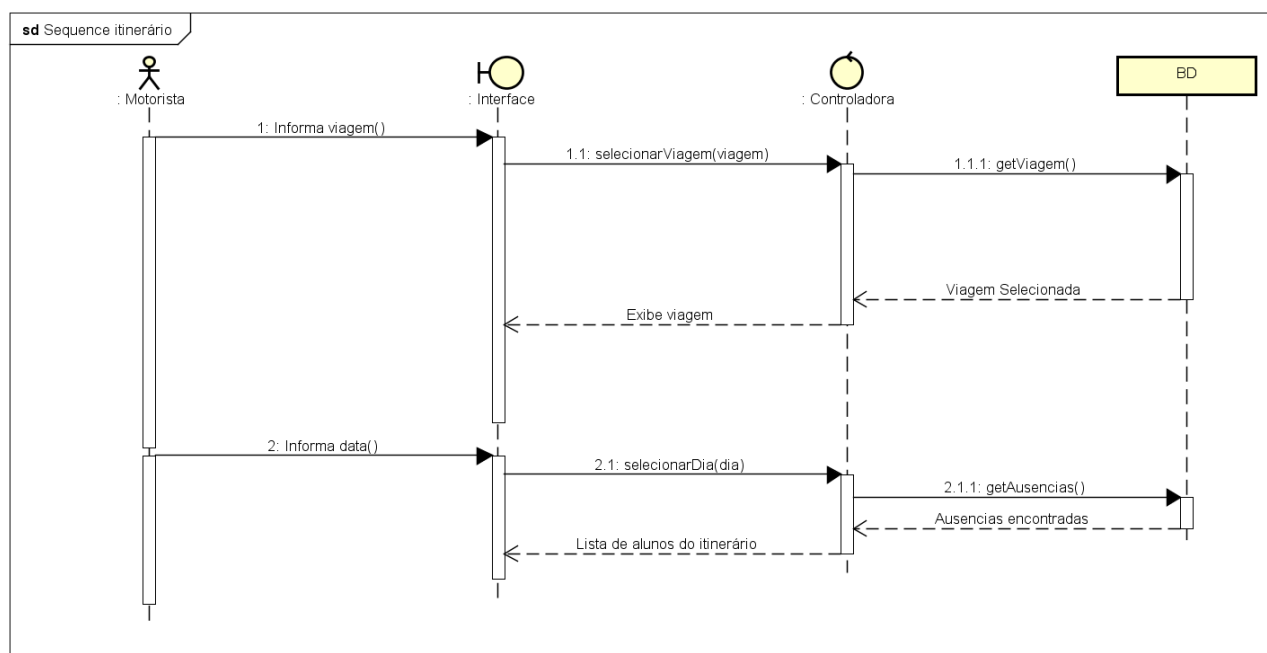 sd Sequence itinerário
: Motorista
: Interface
: Controladora
BD
1: Informa viagem()
1.1: selecionarViagem(viagem)
1.1.1: getViagem()
Viagem Selecionada
Exibe viagem
2: Informa data()
2.1: selecionarDia(dia)
2.1.1: getAusencias()
Ausencias encontradas
Lista de alunos do itinerário